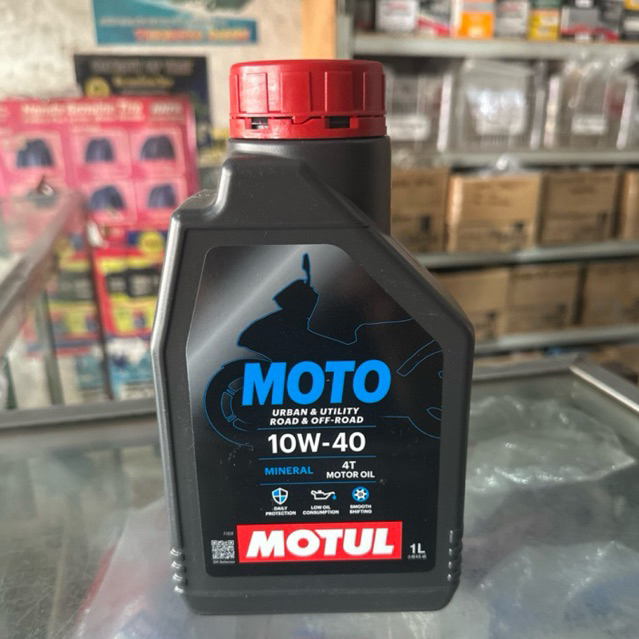 MOTO
URBAN & UTILITY
ROAD & OFF-ROAD
10W-40
MINERAL
4T
MOTOR OIL
DAILY
PROTECTION
LOW OIL
CONSUMPTION
SMOOTH
SHIFTING
MOTUL
1L